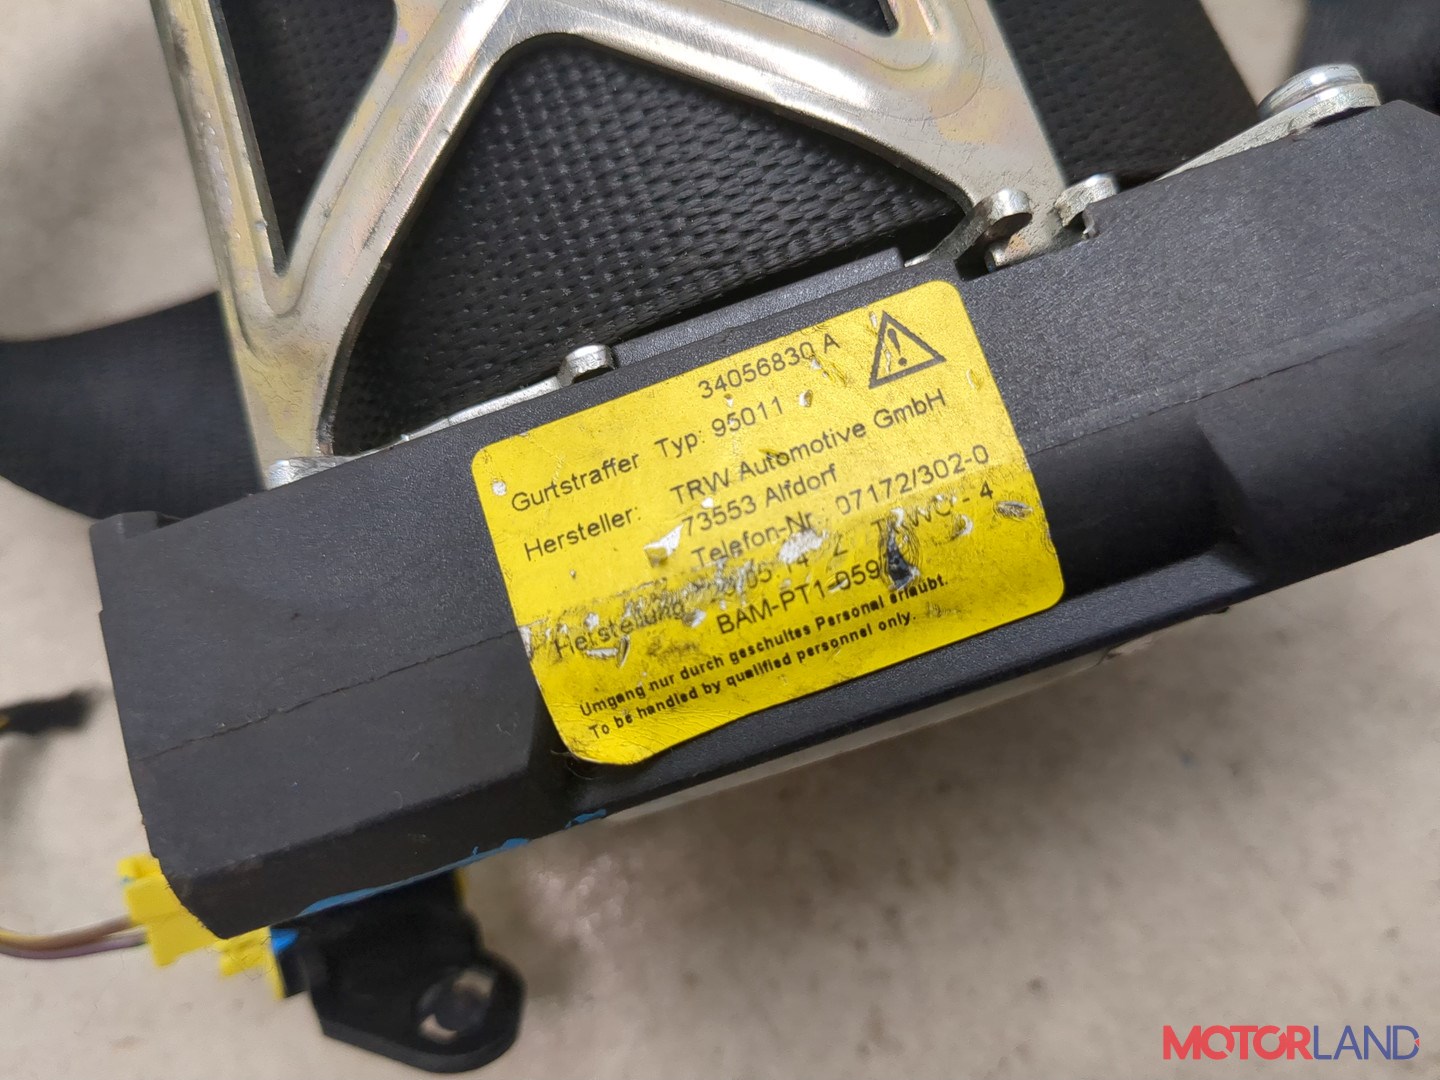 34056830 A
Gurtstraffer Typ: 95011
Hersteller: TRW Automotive GmbH
73553 Alfdorf
Telefon-Nr. 07172/302-0
Herstellung - 4
BAM-PT1-059
Umgang nur durch geschultes Personal erlaubt.
To be handled by qualified personnel only.
MOTORLAND